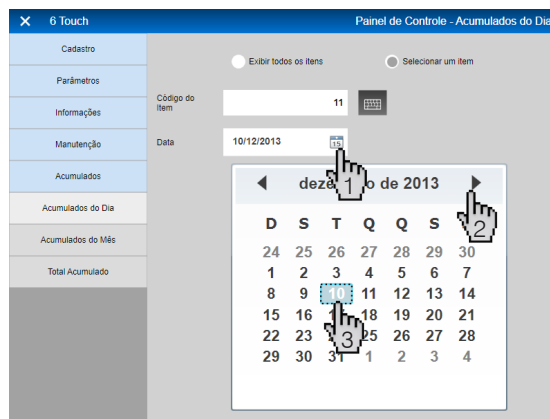 6 Touch
Painel de Controle - Acumulados do Dia
Cadastro
Parâmetros
Informações
Manutenção
Acumulados
Acumulados do Dia
Acumulados do Mês
Total Acumulado
Exibir todos os itens
Selecionar um item
Código do
Item
11
Data
10/12/2013
15
1
de 2013
2
D S T Q Q S
24 25 26 27 28 29 30
1 2 3 4 5 6 7
8 9 10 11 12 13 14
15 16 18 19 20 21
22 23 25 26 27 28
3
29 30 31 1 2 3 4